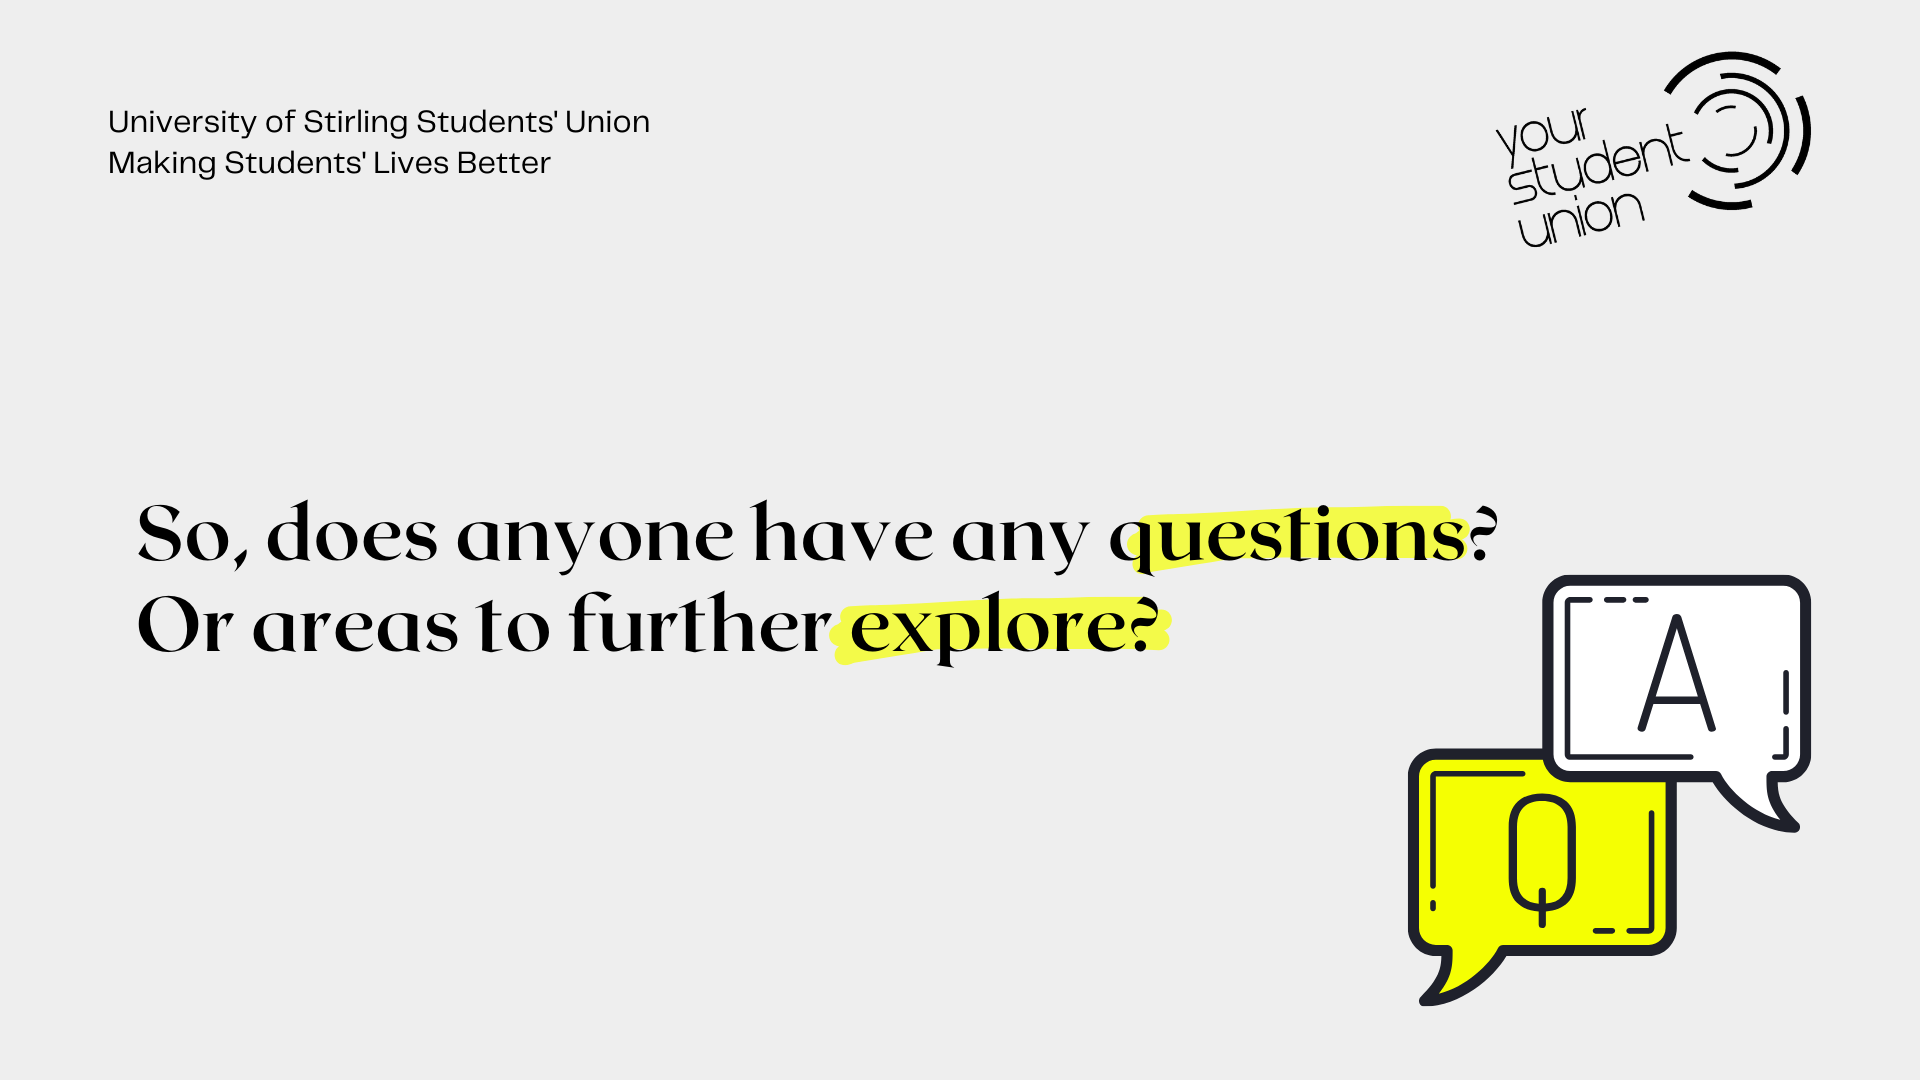 University of Stirling Students' Union
Making Students' Lives Better
your
student
union
So, does anyone have any questions?
Or areas to further explore?
A
Q